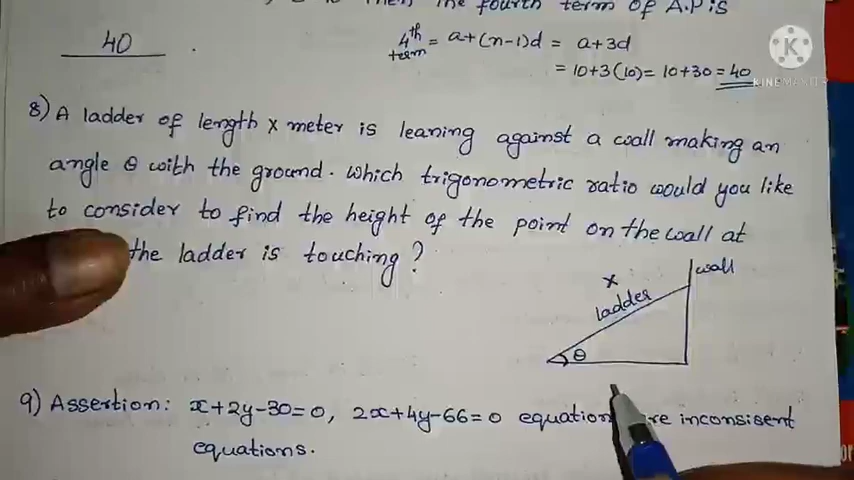 Then the fourth term of A.P is
40 .
4th term = a+(n-1)d = a+3d
= 10+3(10) = 10+30 = 40
KINEMASTER
8) A ladder of length x meter is leaning against a wall making an
angle θ with the ground. Which trigonometric ratio would you like
to consider to find the height of the point on the wall at
the ladder is touching?
wall
x
ladder
θ
9) Assertion: x+2y-30=0, 2x+4y-66=0 equation are inconsisent
equations.